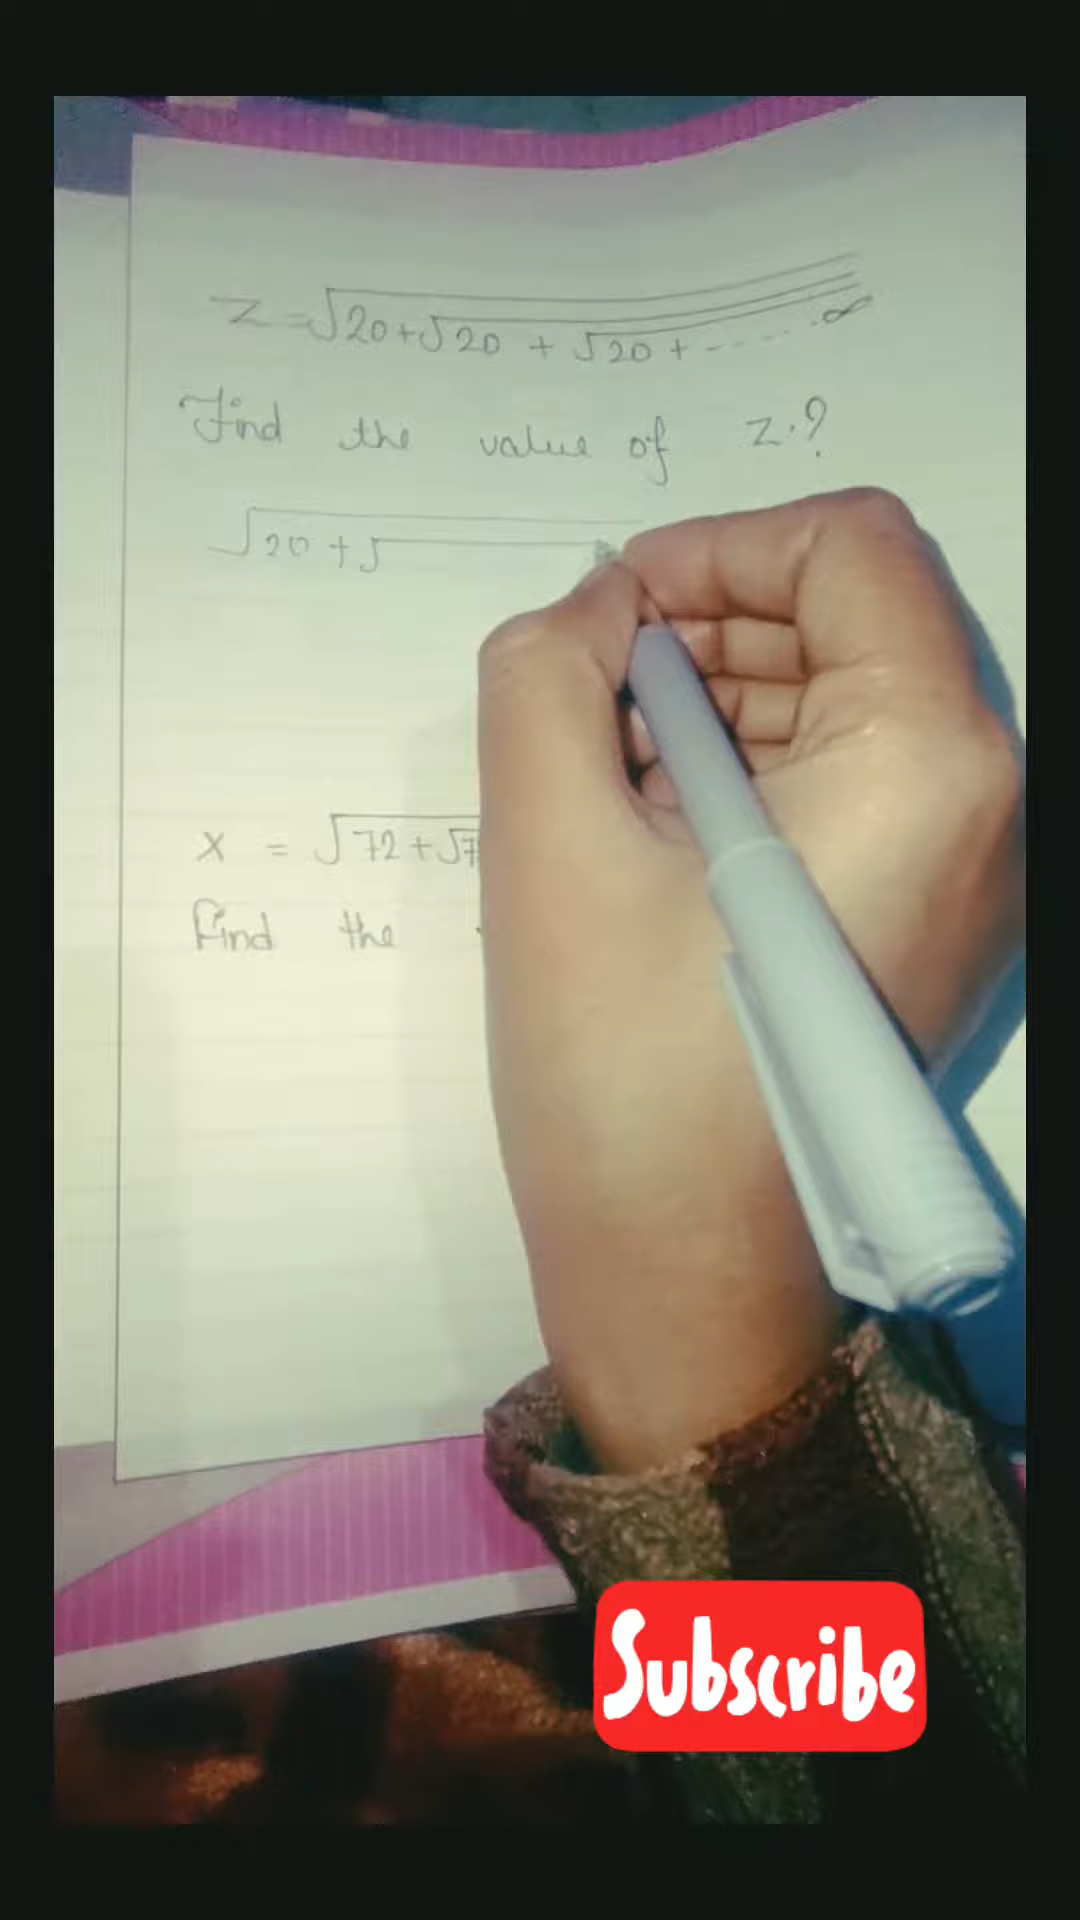 Z = √20+√20 + √20 + ------∞
Find the value of Z.?
√20 + √
x = √72 + √7
Find the
Subscribe